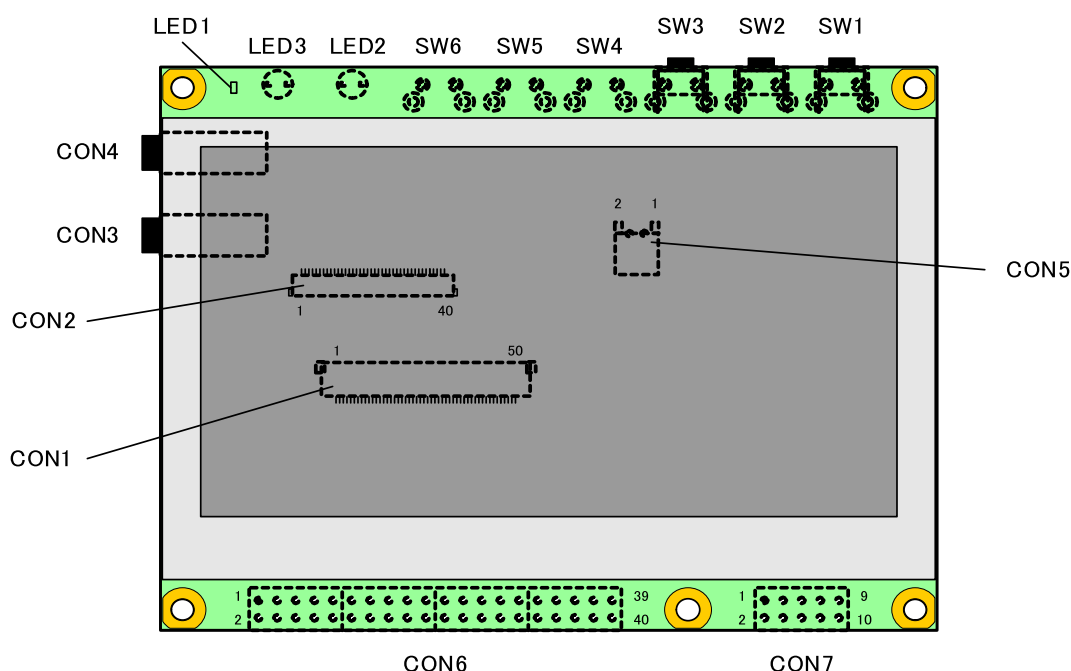 LED1
LED3
LED2
SW6
SW5
SW4
SW3
SW2
SW1
CON4
CON3
2 1
CON5
CON2
1 40
1 50
CON1
1 39
2 40
1 9
2 10
CON6
CON7